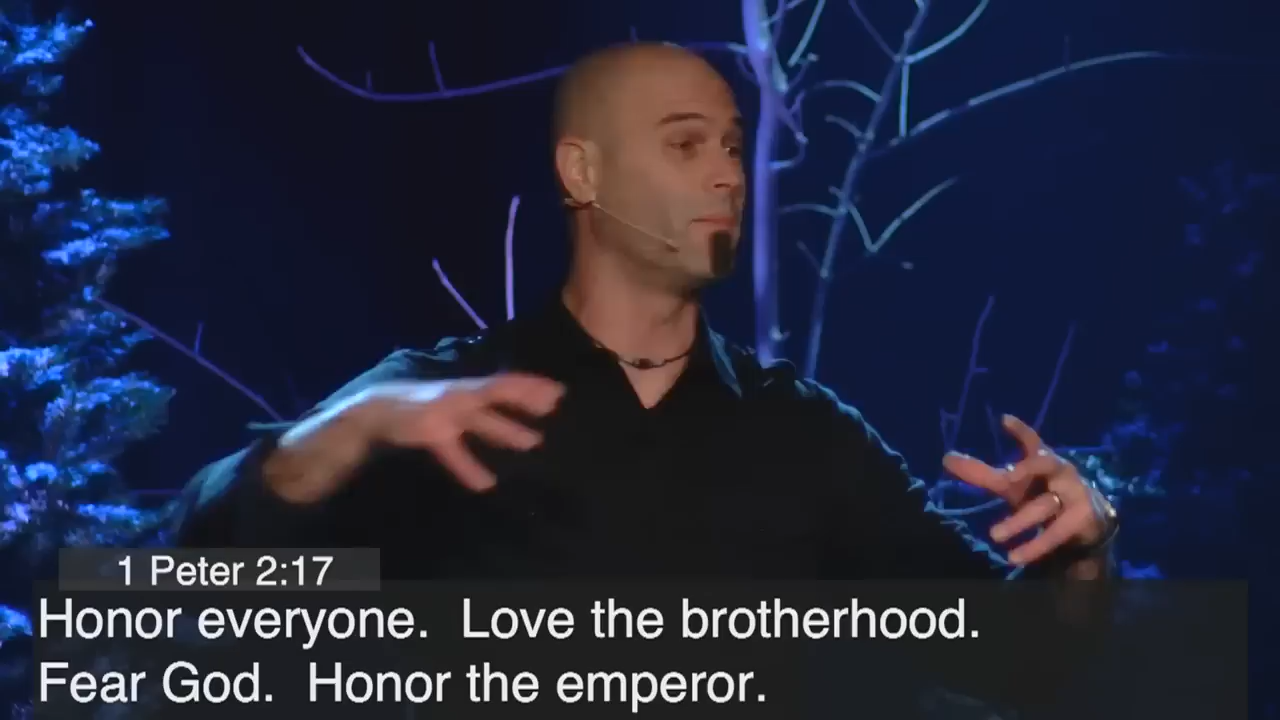 1 Peter 2:17
Honor everyone.  Love the brotherhood.
Fear God.  Honor the emperor.